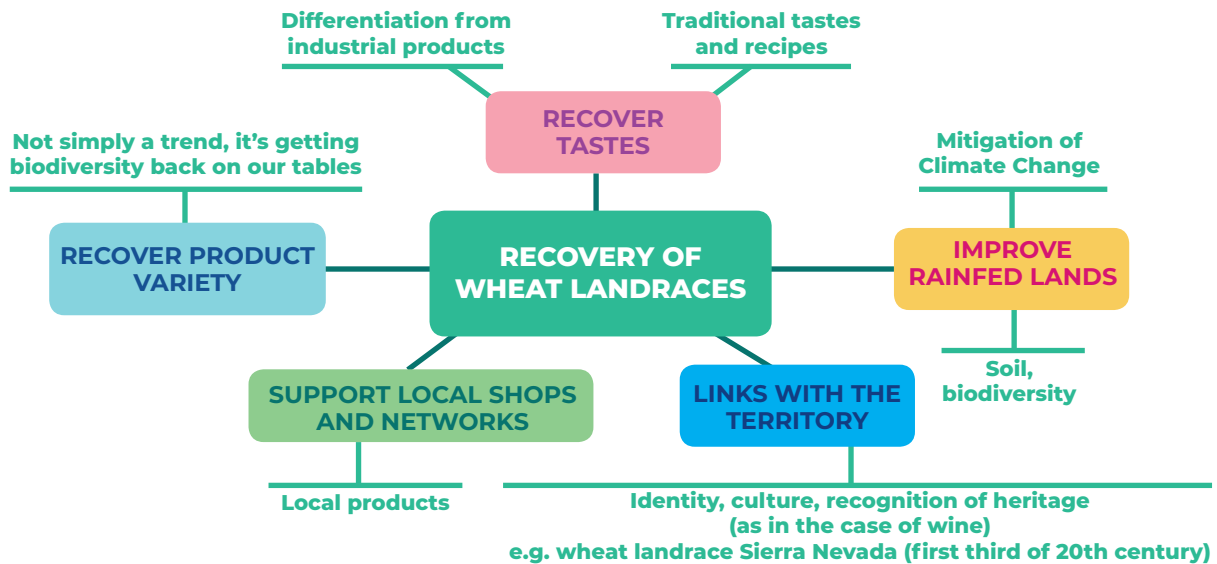 Differentiation from
industrial products
Traditional tastes
and recipes
RECOVER
TASTES
Not simply a trend, it's getting
biodiversity back on our tables
RECOVER PRODUCT
VARIETY
RECOVERY OF
WHEAT LANDRACES
Mitigation of
Climate Change
IMPROVE
RAINFED LANDS
Soil,
biodiversity
SUPPORT LOCAL SHOPS
AND NETWORKS
Local products
LINKS WITH THE
TERRITORY
Identity, culture, recognition of heritage
(as in the case of wine)
e.g. wheat landrace Sierra Nevada (first third of 20th century)